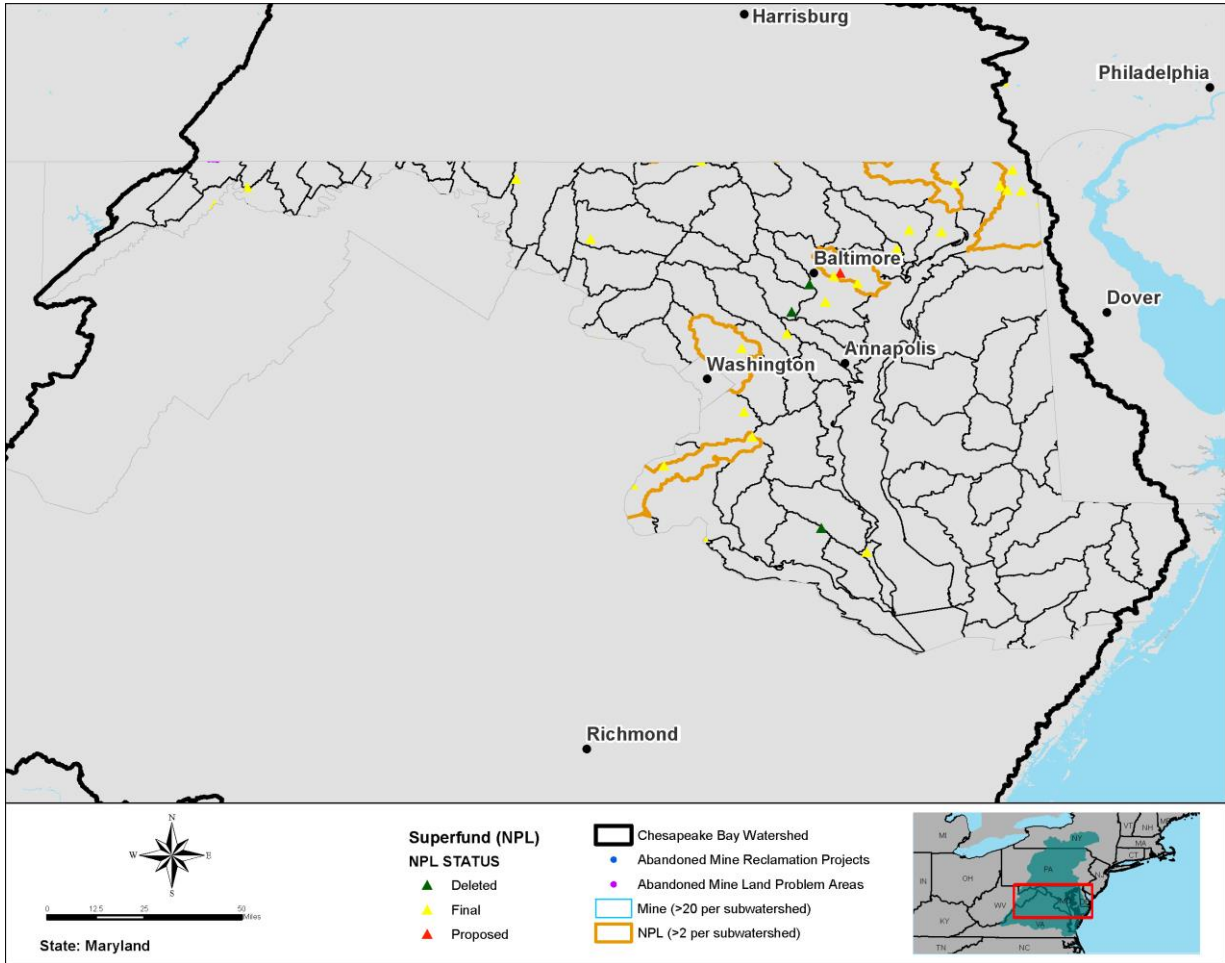 Harrisburg
Philadelphia
Baltimore
Dover
Annapolis
Washington
Richmond
N
W
E
S
0
12.5
25
50
Miles
State: Maryland
Superfund (NPL)
NPL STATUS
Deleted
Final
Proposed
Chesapeake Bay Watershed
Abandoned Mine Reclamation Projects
Abandoned Mine Land Problem Areas
Mine (>20 per subwatershed)
NPL (>2 per subwatershed)
MI
NY
VT
NH
MA
CT
PA
NJ
IN
OH
WV
KY
VA
TN
NC